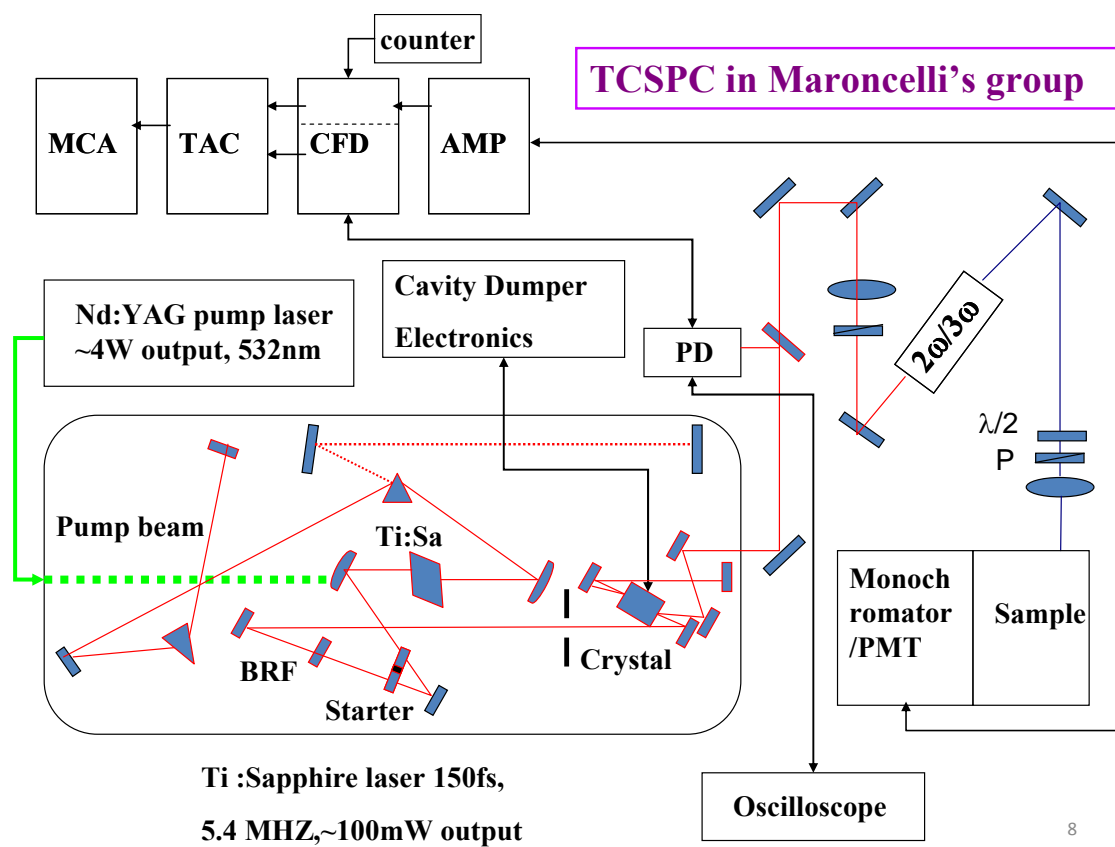 counter
TCSPC in Maroncelli's group
MCA
TAC
CFD
AMP
Cavity Dumper
Electronics
Nd:YAG pump laser
~4W output, 532nm
PD
2ω/3ω
λ/2
P
Pump beam
Ti:Sa
Monoch
romator
/PMT
Sample
BRF
Crystal
Starter
Ti :Sapphire laser 150fs,
5.4 MHZ,~100mW output
Oscilloscope
8